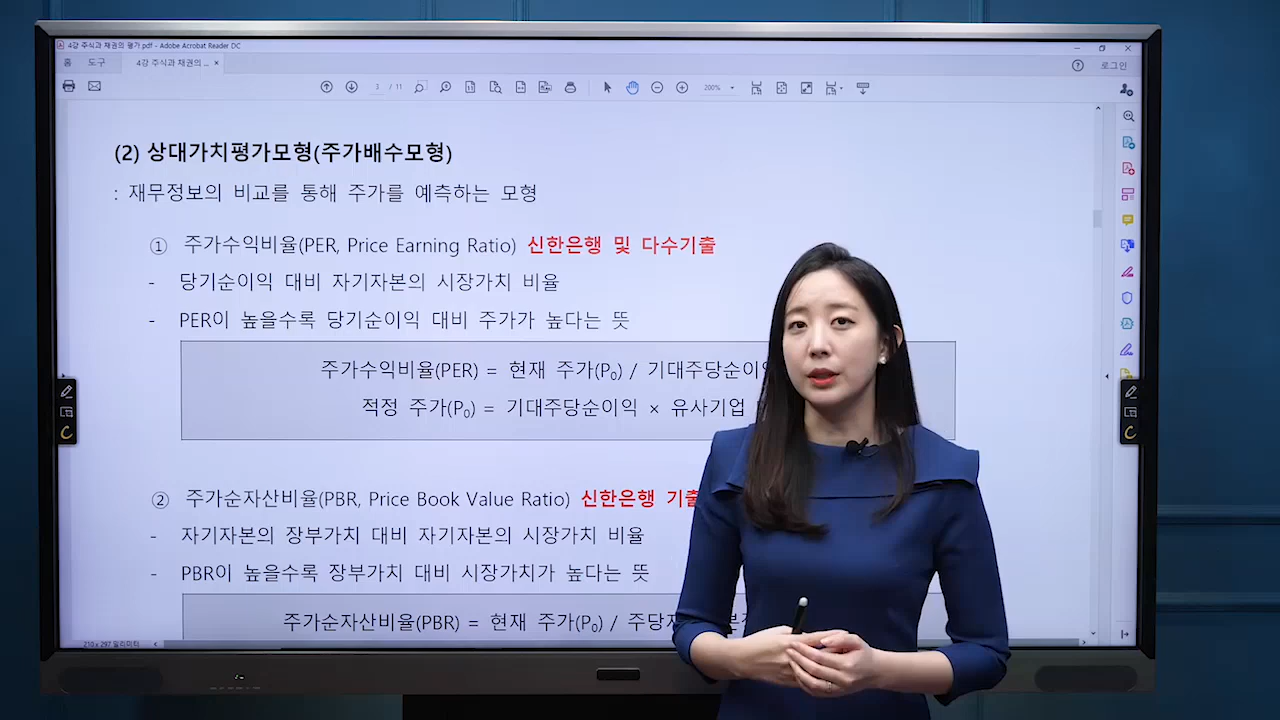 4강 주식과 채권의 평가.pdf - Adobe Acrobat Reader DC
홈 도구 4강 주식과 채권의 ... × 로그인
3 / 11 200%
(2) 상대가치평가모형(주가배수모형)
: 재무정보의 비교를 통해 주가를 예측하는 모형
① 주가수익비율(PER, Price Earning Ratio) 신한은행 및 다수기출
- 당기순이익 대비 자기자본의 시장가치 비율
- PER이 높을수록 당기순이익 대비 주가가 높다는 뜻
주가수익비율(PER) = 현재 주가(P₀) / 기대주당순이익
적정 주가(P₀) = 기대주당순이익 × 유사기업
② 주가순자산비율(PBR, Price Book Value Ratio) 신한은행 기출
- 자기자본의 장부가치 대비 자기자본의 시장가치 비율
- PBR이 높을수록 장부가치 대비 시장가치가 높다는 뜻
주가순자산비율(PBR) = 현재 주가(P₀) / 주당
210 x 297 밀리미터